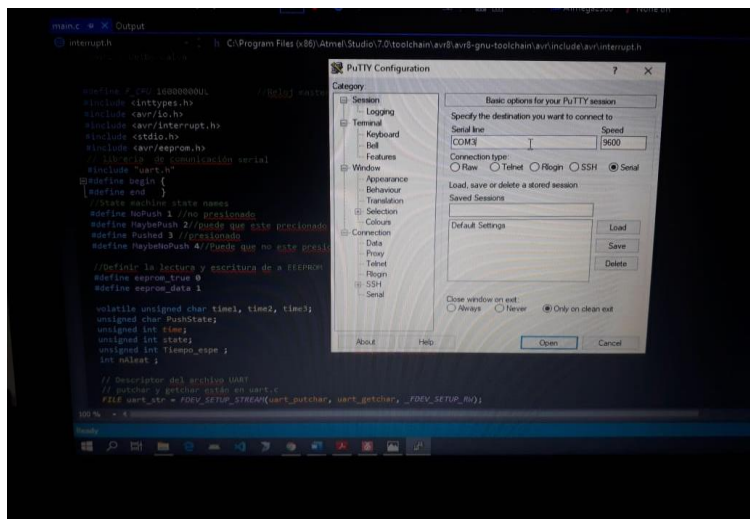 main.c
Output
interrupt.h
h C:\Program Files (x86)\Atmel\Studio\7.0\toolchain\avr8\avr8-gnu-toolchain\avr\include\avr\interrupt.h
#define F_CPU 16000000UL //Reloj
#include <inttypes.h>
#include <avr/io.h>
#include <avr/interrupt.h>
#include <stdio.h>
#include <avr/eeprom.h>
// libreria de comunicación serial
#include "uart.h"
#define begin {
#define end }
//State machine state names
#define NoPush 1 //no presionado
#define MaybePush 2//puede que este precionado
#define Pushed 3 //presionado
#define MaybeNoPush 4//Puede que no este
//Definir la lectura y escritura de a EEEPROM
#define eeprom_true 0
#define eeprom_data 1
volatile unsigned char time1, time2, time3;
unsigned char PushState;
unsigned int time;
unsigned int state;
unsigned int Tiempo_espe ;
int nAleat ;
// Descriptor del archivo UART
// putchar y getchar están en uart.c
FILE uart_str = FDEV_SETUP_STREAM(uart_putchar, uart_getchar, _FDEV_SETUP_RW);
100 %
Ready
PuTTY Configuration ? X
Category
Session
Logging
Terminal
Keyboard
Bell
Features
Window
Appearance
Behaviour
Translation
Selection
Colours
Connection
Data
Proxy
Telnet
Rlogin
SSH
Serial
Basic options for your PuTTY session
Specify the destination you want to connect to
Serial line Speed
COM3 9600
Connection type:
Raw Telnet Rlogin SSH Serial
Load, save or delete a stored session
Saved Sessions
Default Settings
Load
Save
Delete
Close window on exit:
Always Never Only on clean exit
About Help Open Cancel